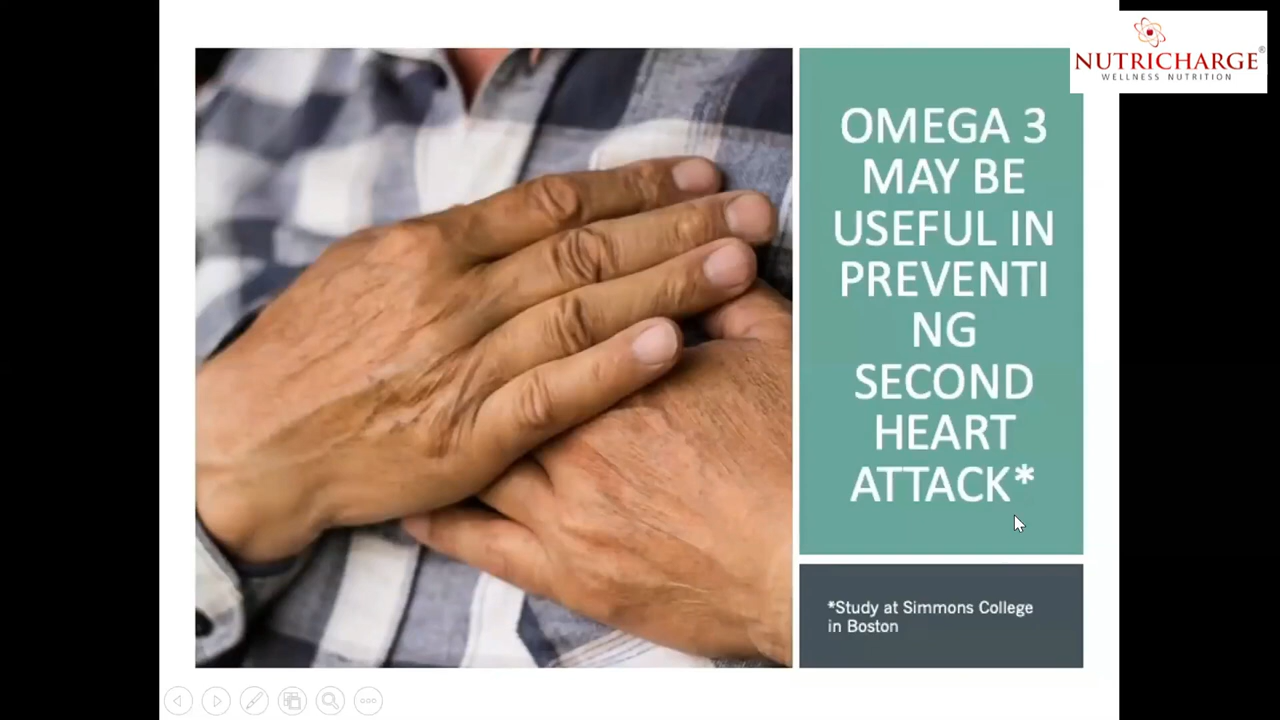 NUTRICHARGE®
WELLNESS NUTRITION
OMEGA 3
MAY BE
USEFUL IN
PREVENTI
NG
SECOND
HEART
ATTACK*
*Study at Simmons College
in Boston